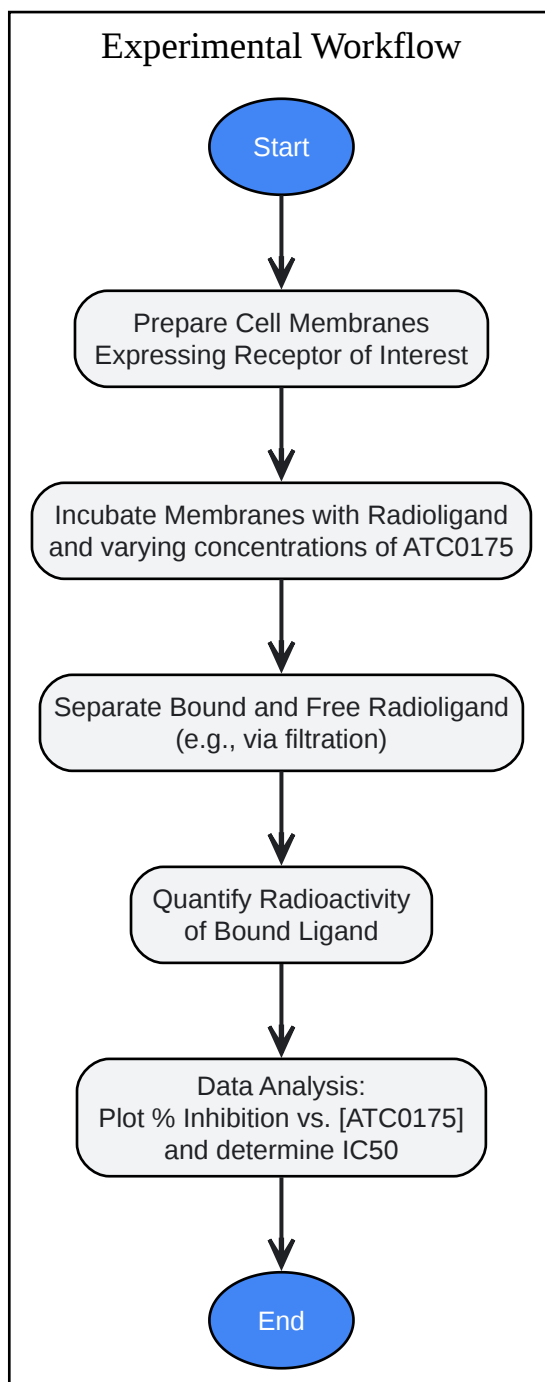 Experimental Workflow
Start
Prepare Cell Membranes
Expressing Receptor of Interest
Incubate Membranes with Radioligand
and varying concentrations of ATC0175
Separate Bound and Free Radioligand
(e.g., via filtration)
Quantify Radioactivity
of Bound Ligand
Data Analysis:
Plot % Inhibition vs. [ATC0175]
and determine IC50
End